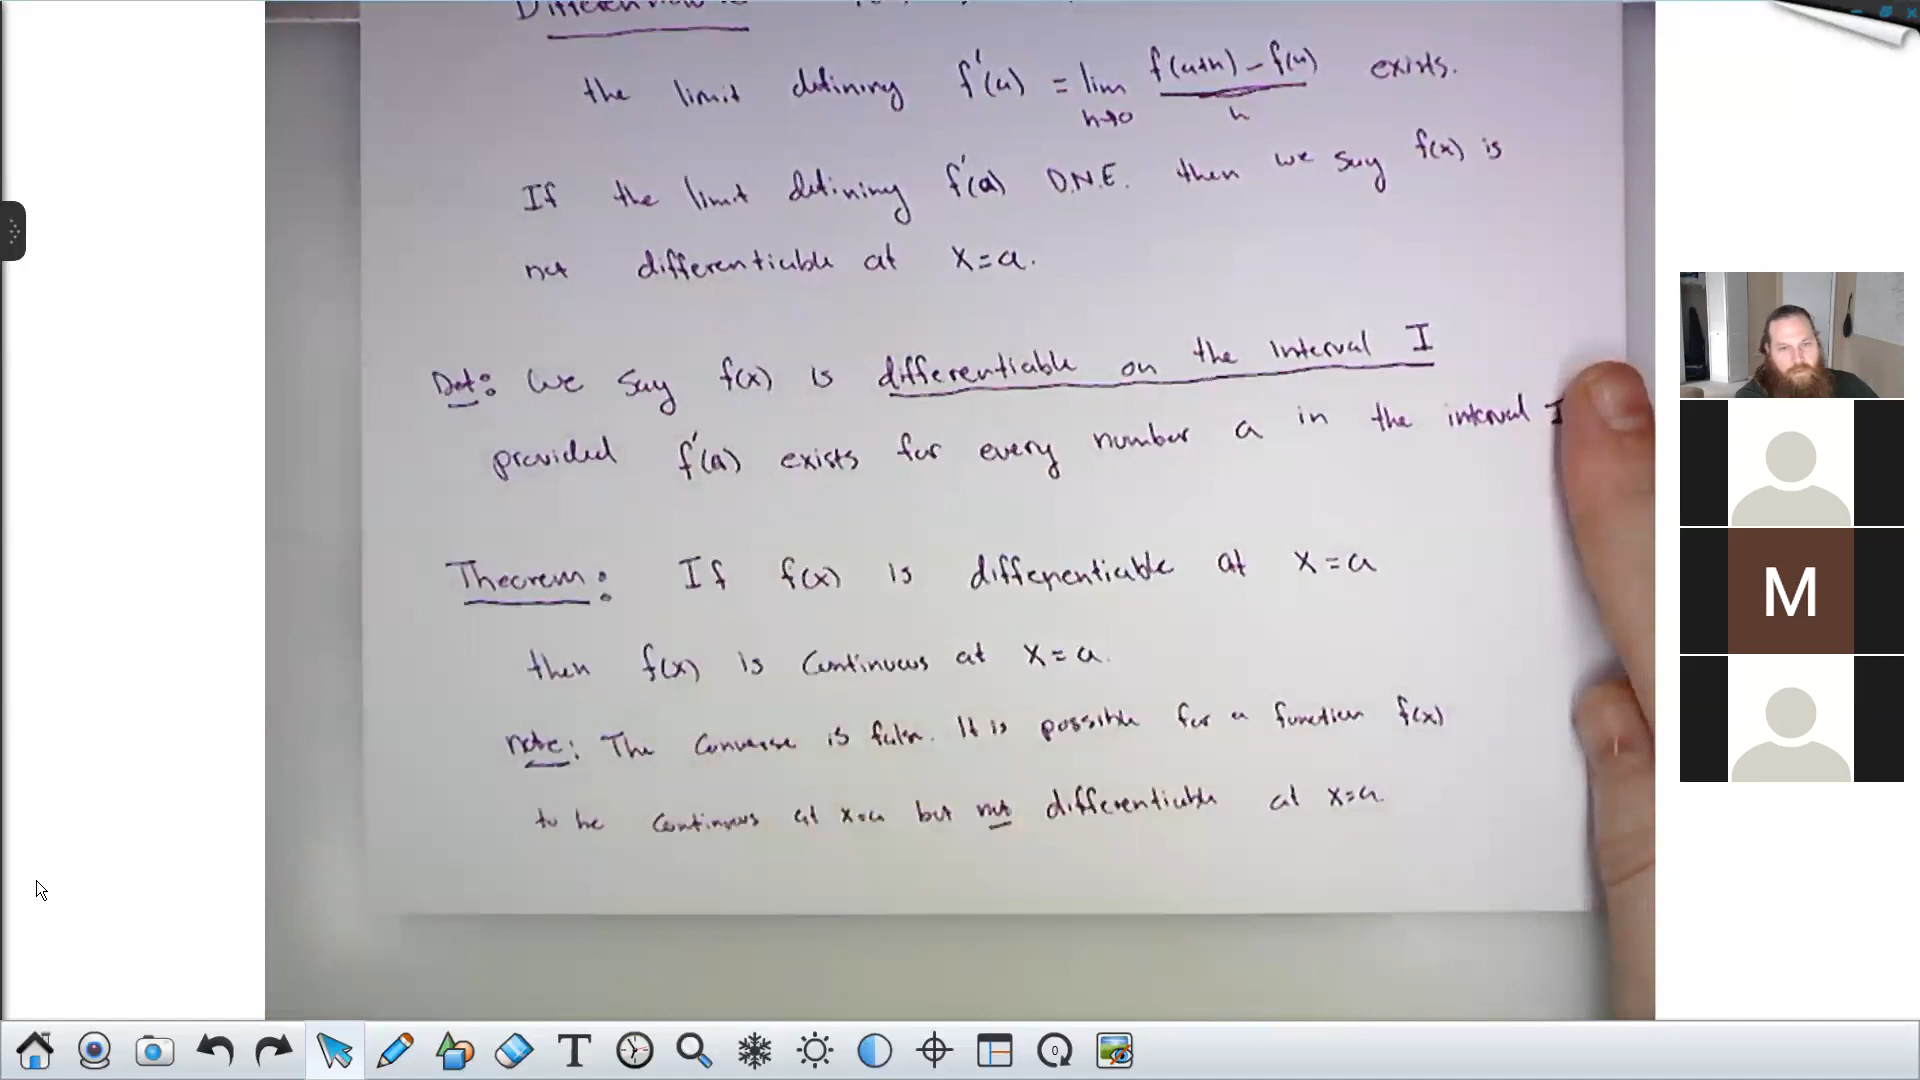 the limit defining f'(a) = lim h→0 f(a+h) - f(a) / h exists.
If the limit defining f'(a) D.N.E. then we say f(x) is
not differentiable at x=a.
Def: We say f(x) is differentiable on the interval I
provided f'(a) exists for every number a in the interval I
Theorem: If f(x) is differentiable at x=a
then f(x) is continuous at x=a.
note: The converse is false. It is possible for a function f(x)
to be continuous at x=a but not differentiable at x=a.
M
T
0